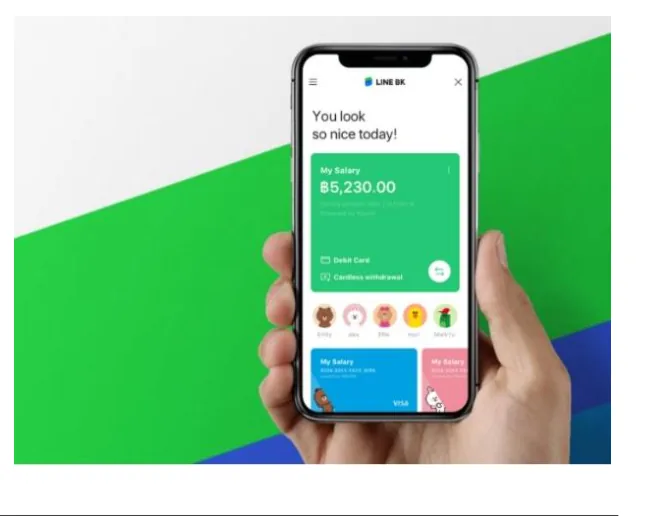 LINE BK
You look
so nice today!
My Salary
฿5,230.00
Debit Card
Cardless withdrawal
My Salary
My Salary
VISA